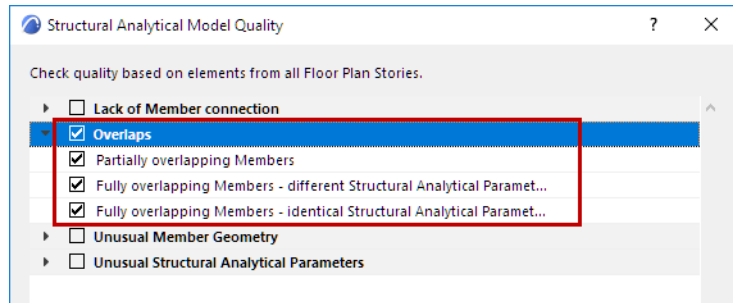 Structural Analytical Model Quality
Check quality based on elements from all Floor Plan Stories.
Lack of Member connection
Overlaps
Partially overlapping Members
Fully overlapping Members - different Structural Analytical Paramet...
Fully overlapping Members - identical Structural Analytical Paramet...
Unusual Member Geometry
Unusual Structural Analytical Parameters